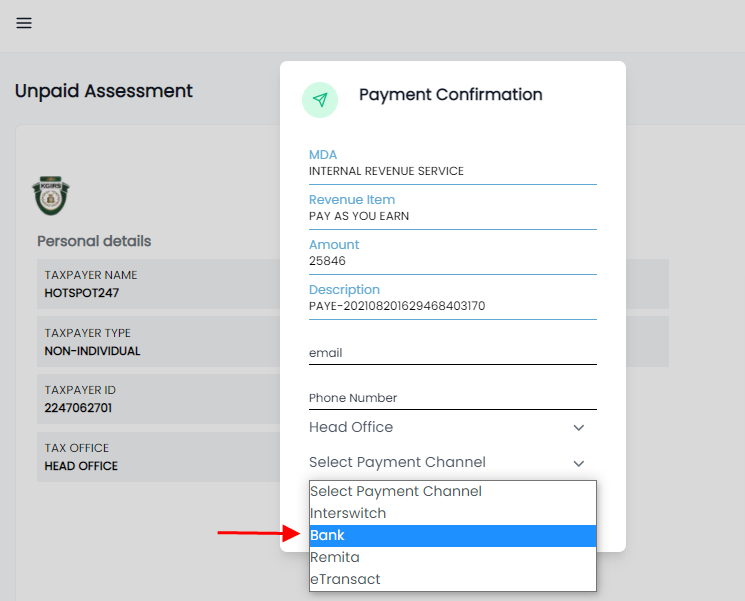 Unpaid Assessment
KGIRS
Personal details
TAXPAYER NAME
HOTSPOT247
TAXPAYER TYPE
NON-INDIVIDUAL
TAXPAYER ID
2247062701
TAX OFFICE
HEAD OFFICE
Payment Confirmation
MDA
INTERNAL REVENUE SERVICE
Revenue Item
PAY AS YOU EARN
Amount
25846
Description
PAYE-202108201629468403170
email
Phone Number
Head Office
Select Payment Channel
Select Payment Channel
Interswitch
Bank
Remita
eTransact